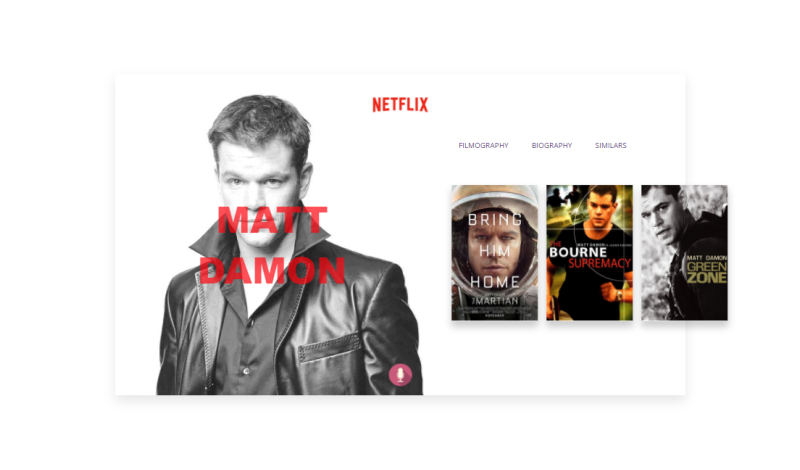 NETFLIX
FILMOGRAPHY BIOGRAPHY SIMILARS
MATT
DAMON
BRING
HIM
HOME
THE MARTIAN
NOVEMBER
MATT DAMON
THE
BOURNE
SUPREMACY
MATT DAMON
GREEN
ZONE